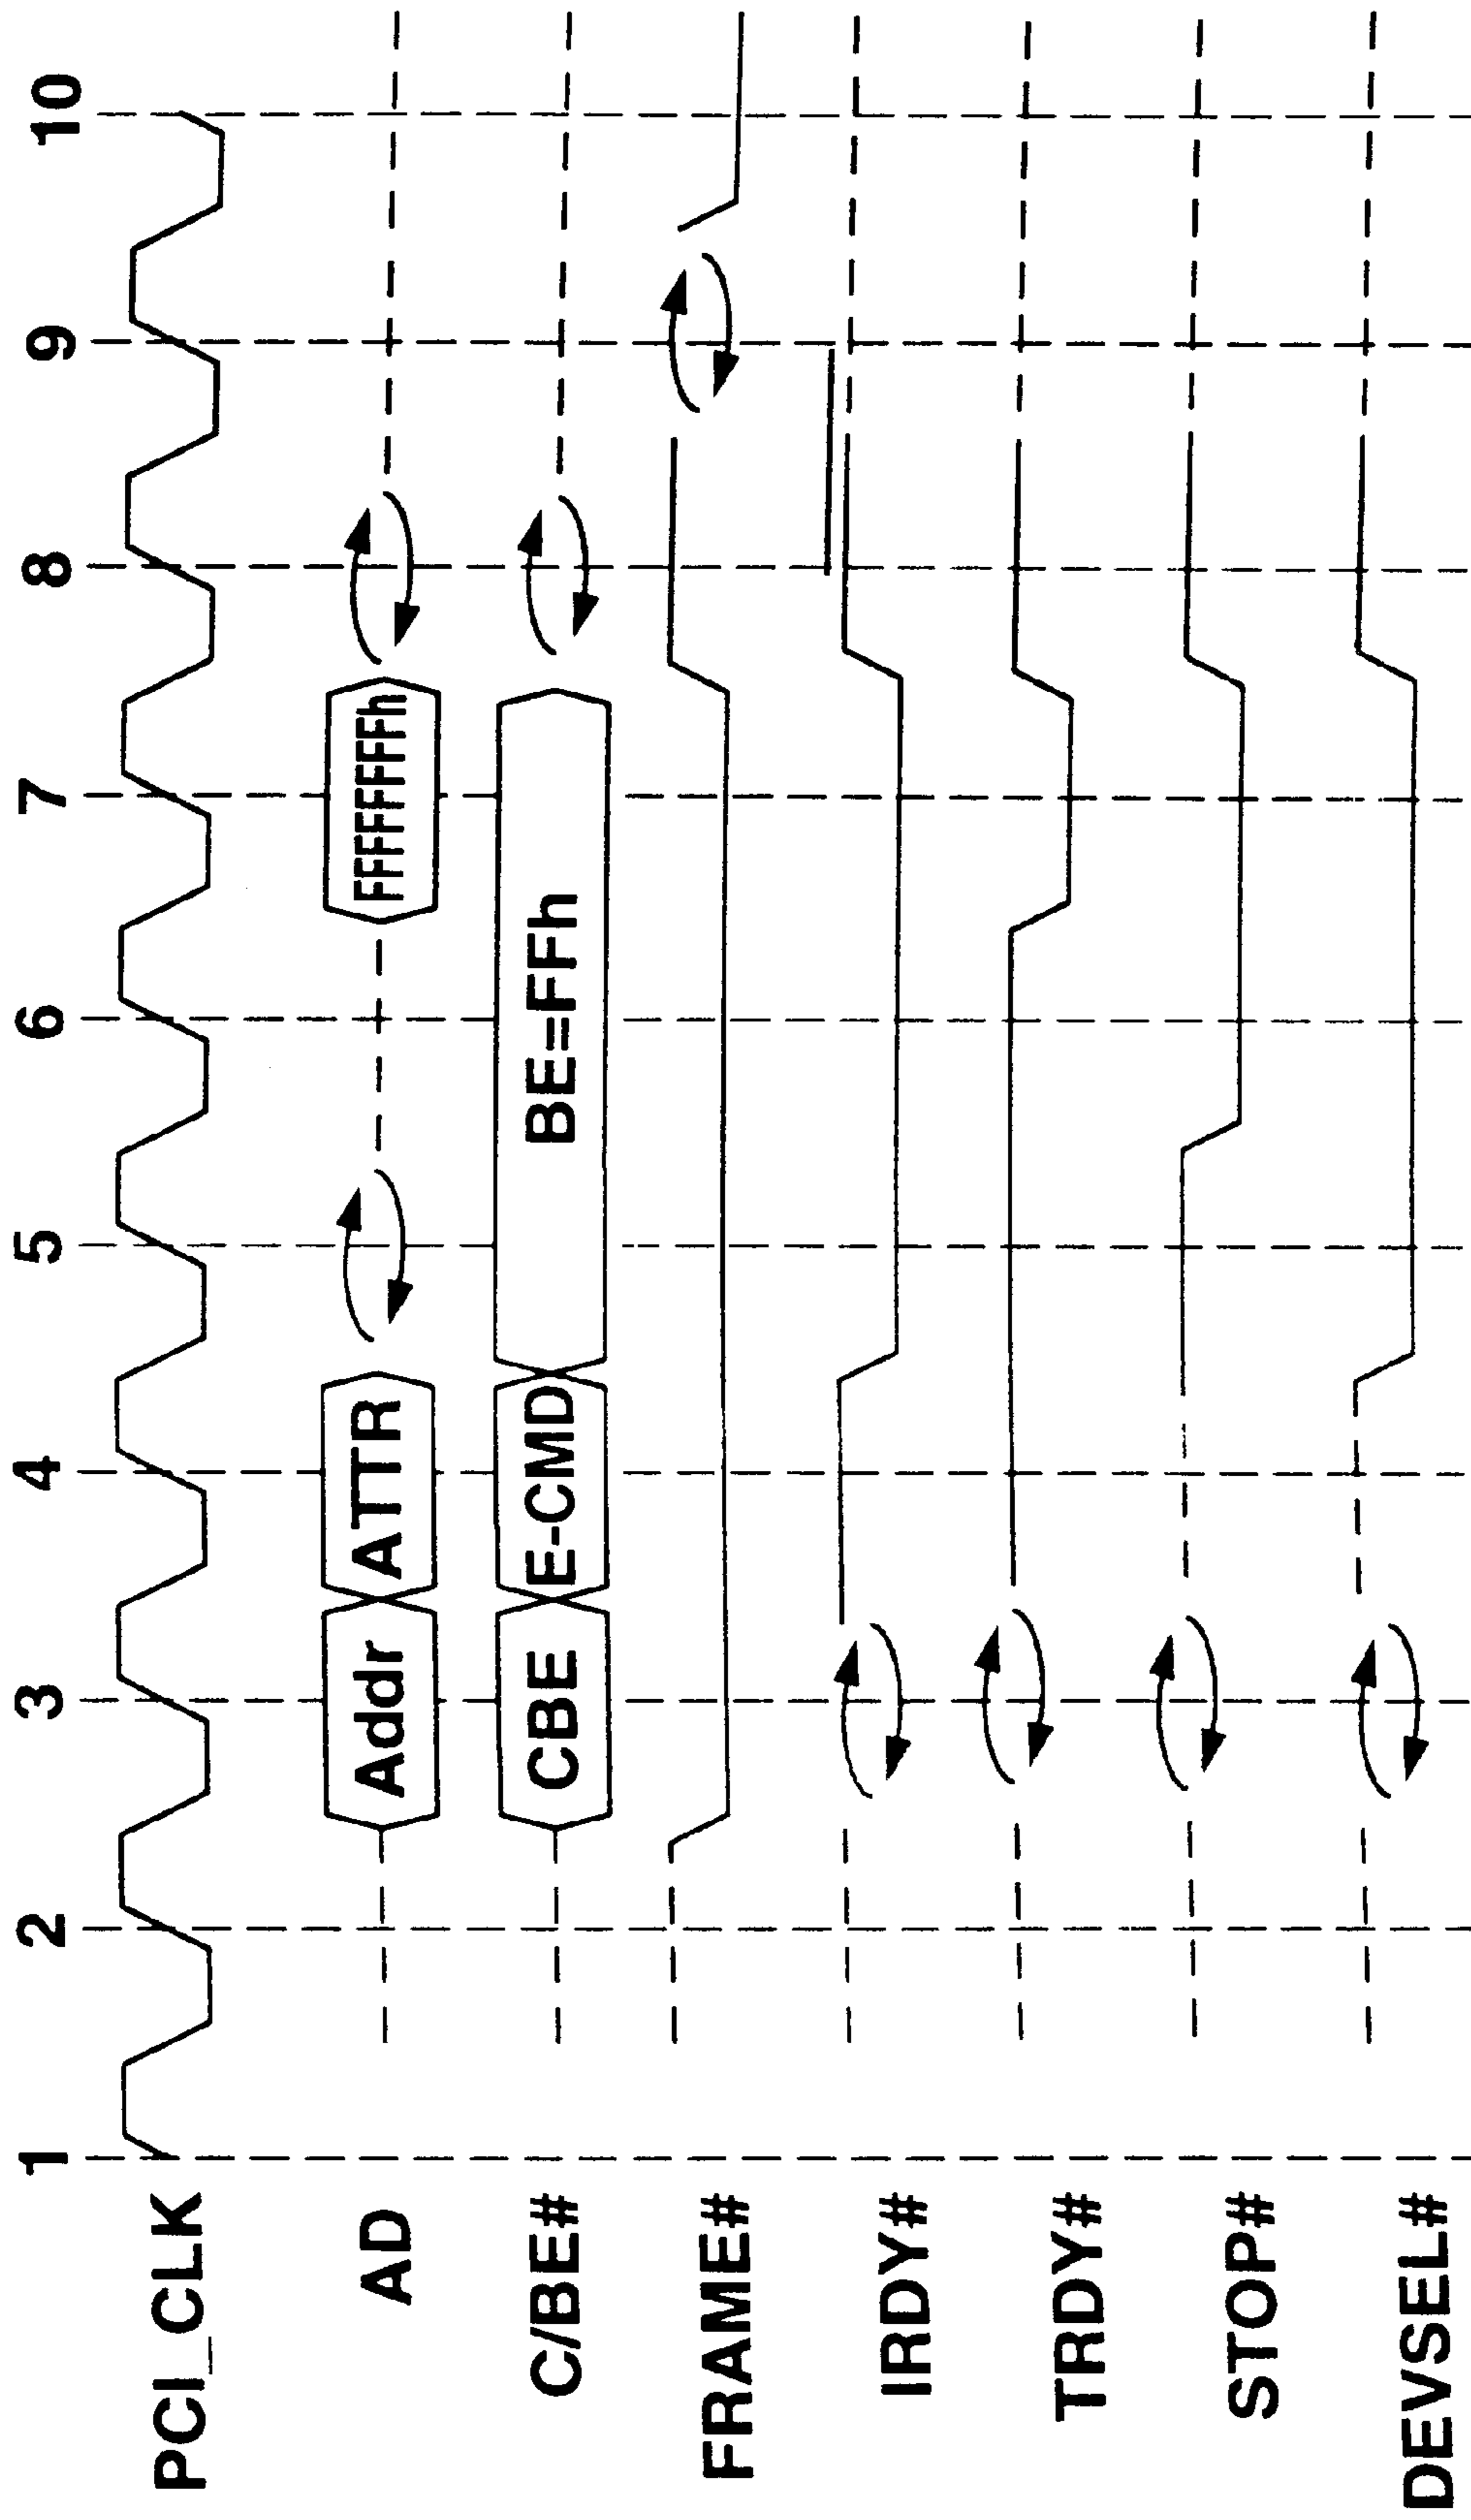 1 2 3 4 5 6 7 8 9 10
PCI_CLK
AD Addr ATTR FFFFFFFFh
C/BE# CBE E-CMD BE=FFh
FRAME#
IRDY#
TRDY#
STOP#
DEVSEL#